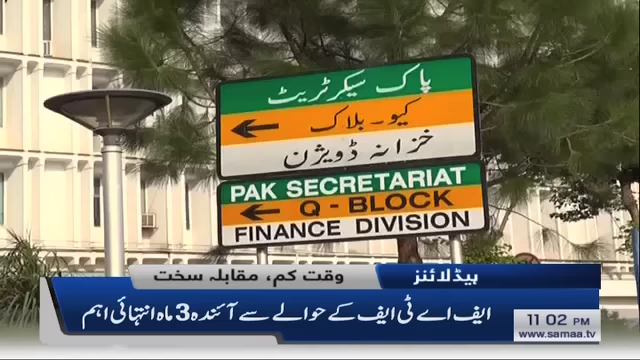 پاک سیکرٹریٹ
کیو۔ بلاک
خزانہ ڈویژن
PAK SECRETARIAT
Q - BLOCK
FINANCE DIVISION
ہیڈلائنز
وقت کم، مقابلہ سخت
ایف اے ٹی ایف کے حوالے سے آئندہ 3 ماہ انتہائی اہم
11 02 PM
www.samaa.tv